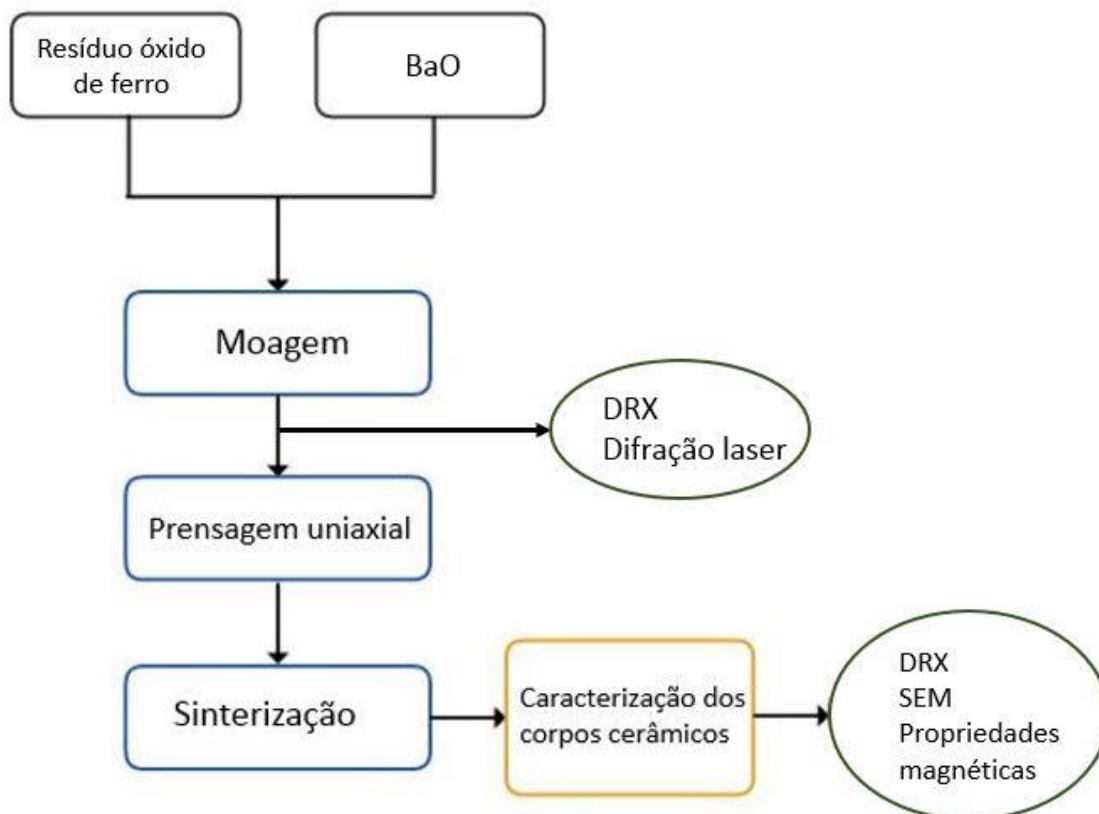 Resíduo óxido
de ferro
BaO
Moagem
DRX
Difração laser
Prensagem uniaxial
Sinterização
Caracterização dos
corpos cerâmicos
DRX
SEM
Propriedades
magnéticas